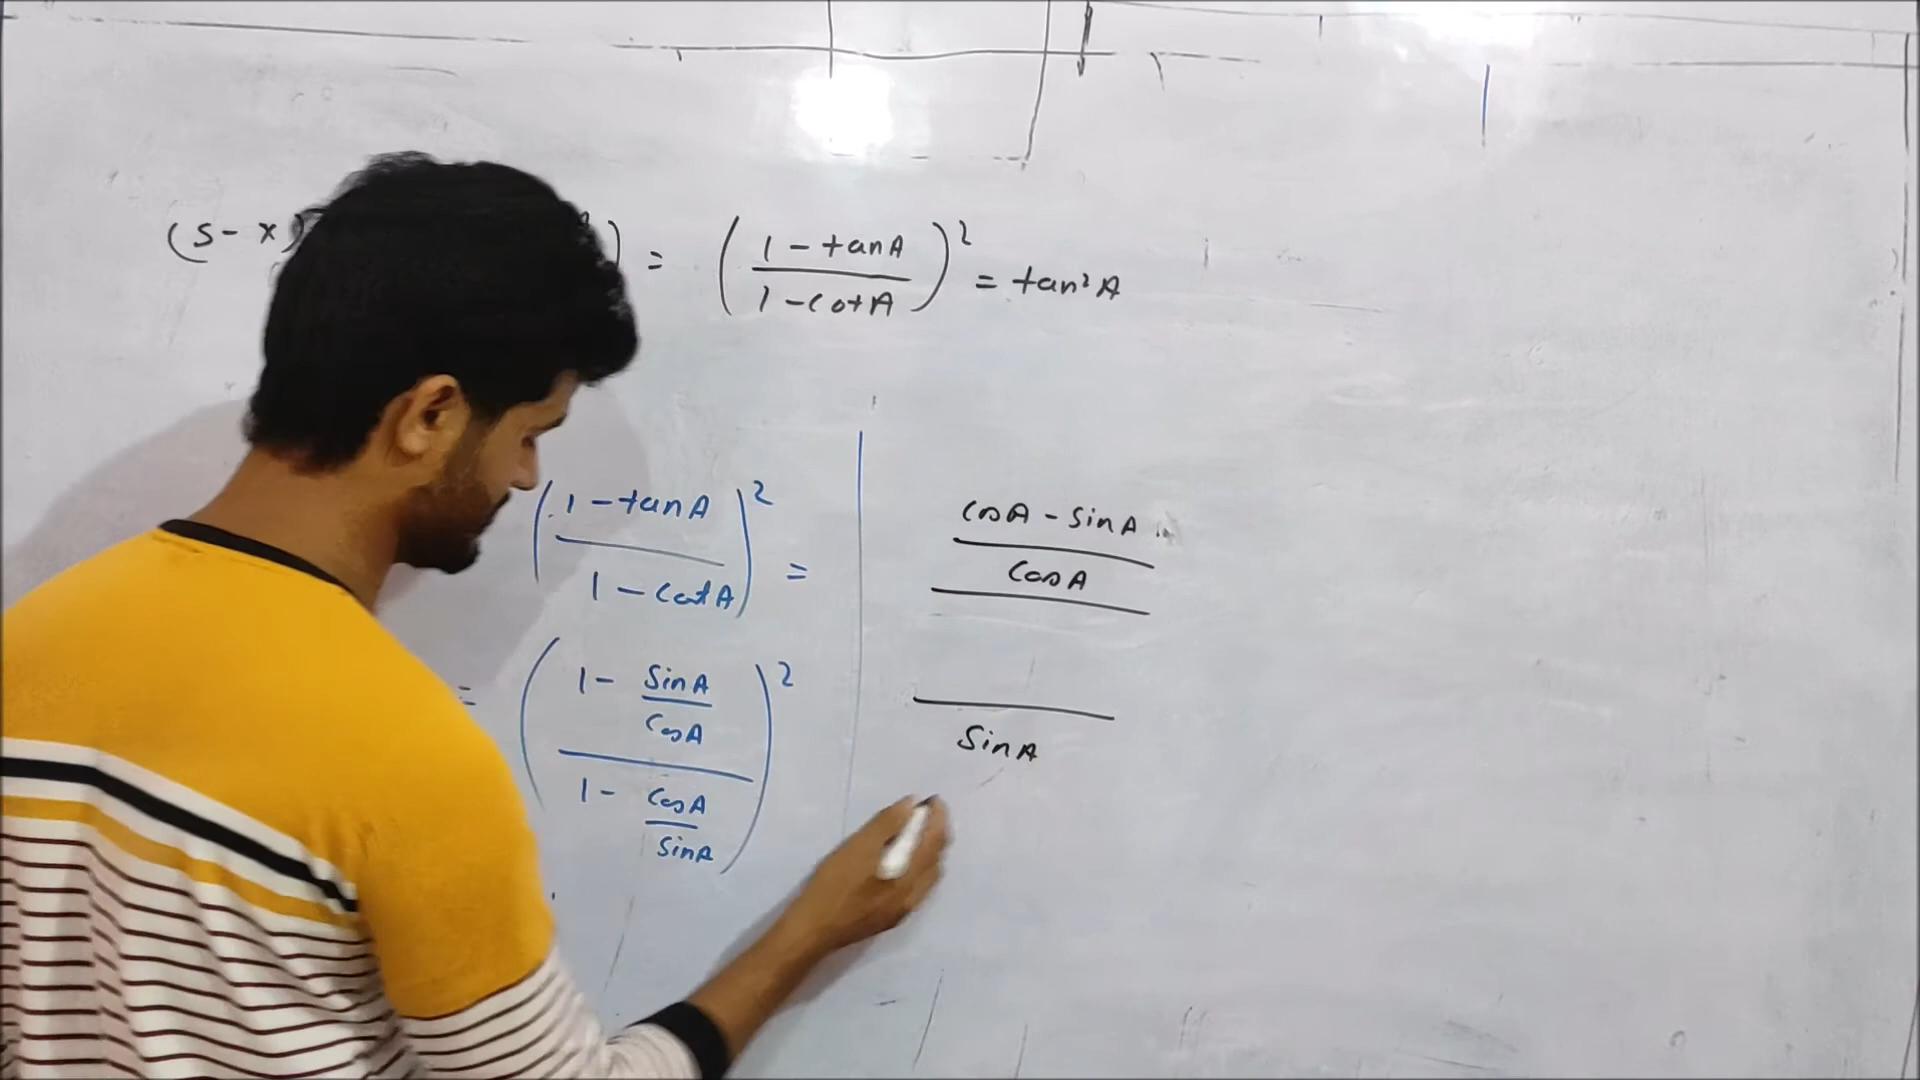 (S-X) ) = ( (1 - tanA) / (1 - cotA) )² = tan²A
( (1 - tanA) / (1 - cotA) )² =
= ( (1 - SinA/CosA) / (1 - CosA/SinA) )²
CosA - SinA
CosA
SinA